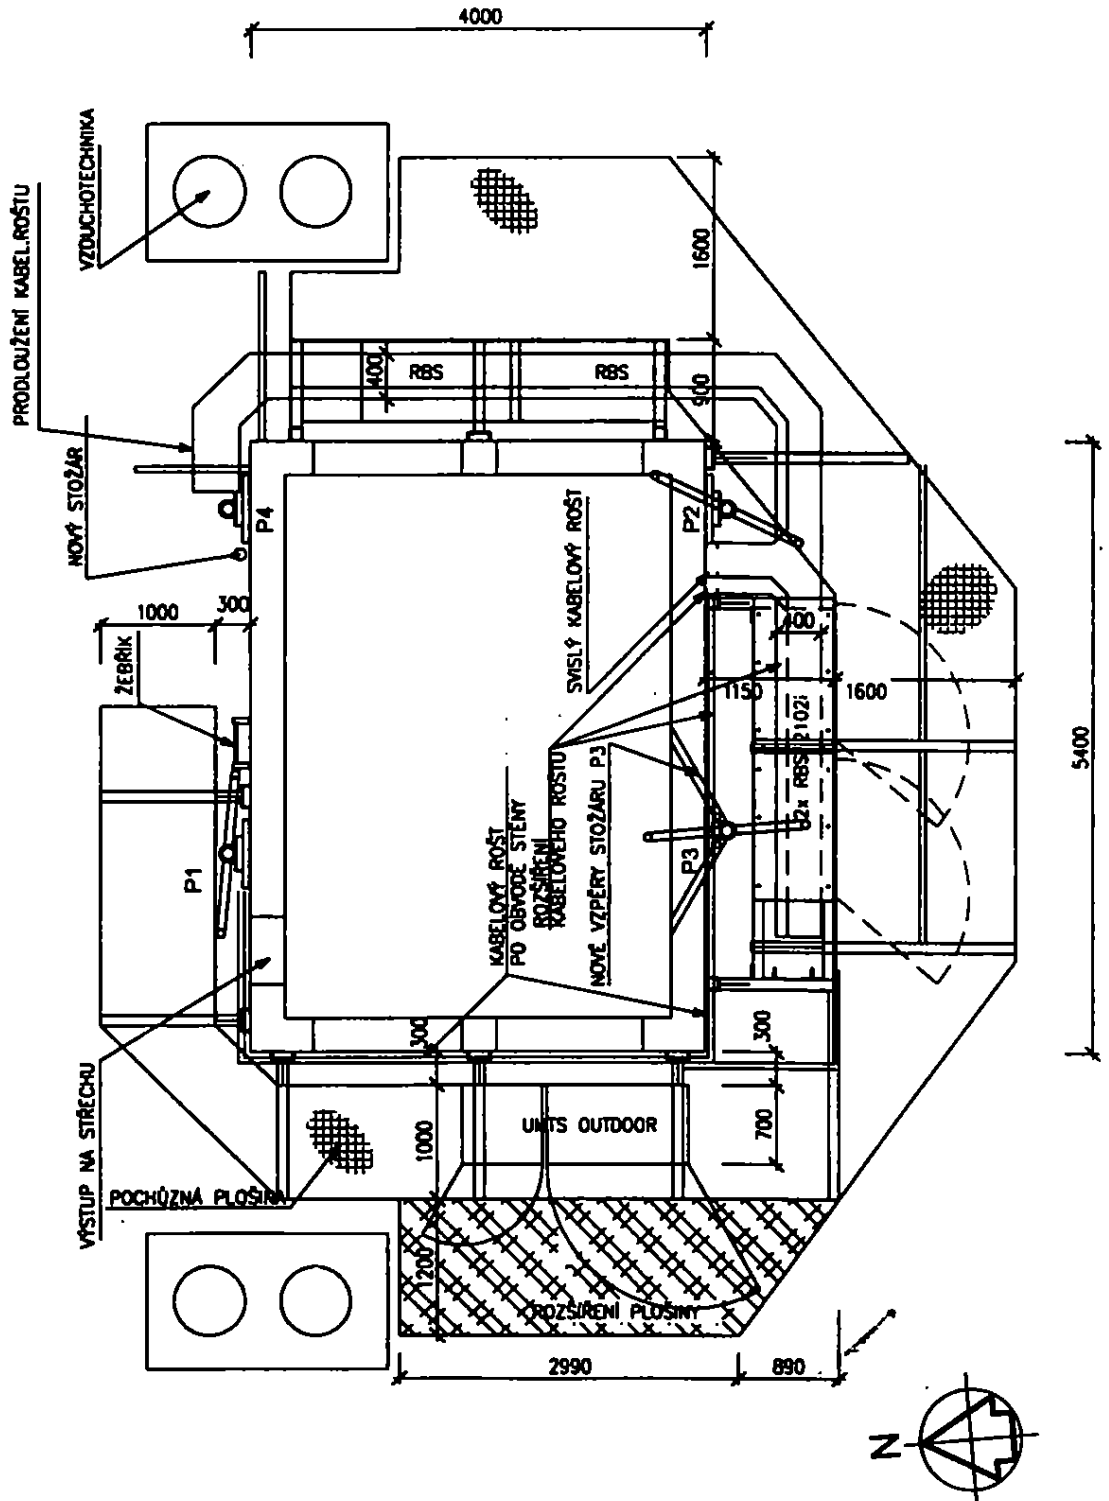 4000
VZDUCHOTECHNIKA
PRODLOUŽENÍ KABEL.ROŠTU
NOVÝ STOŽÁR
1600
RBS
RBS
400
900
P4
P2
1000
300
ŽEBŘÍK
SVISLÝ KABELOVÝ ROŠT
400
1150
1600
5400
2x RBS 2102i
P1
P3
KABELOVÝ ROŠT
PO OBVODĚ STĚNY
ROZŠÍŘENÍ
KABELOVÉHO ROŠTU
NOVÉ VZPĚRY STOŽÁRU P3
300
300
VÝSTUP NA STŘECHU
1000
UMTS OUTDOOR
700
POCHŮZNÁ PLOŠINA
1200
ROZŠÍŘENÍ PLOŠINY
2990
890
N